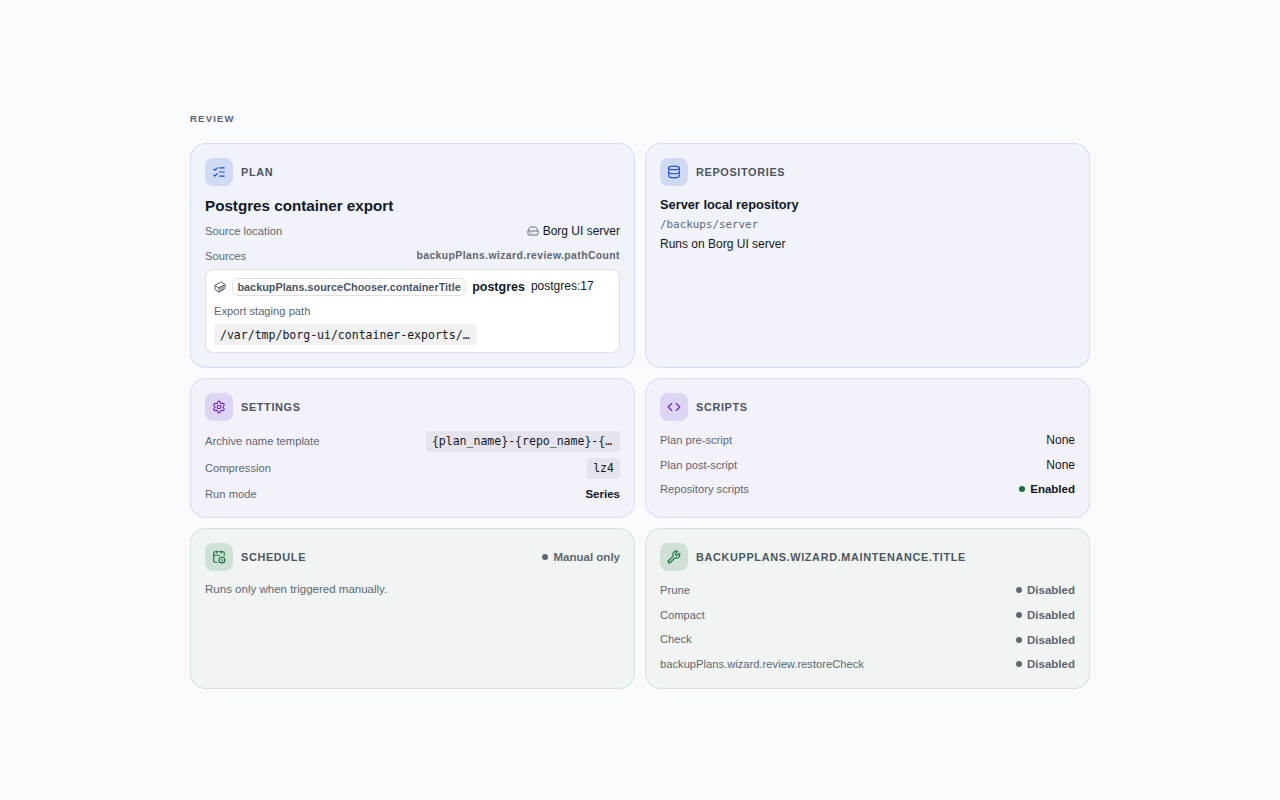 REVIEW
PLAN
Postgres container export
Source location Borg UI server
Sources backupPlans.wizard.review.pathCount
backupPlans.sourceChooser.containerTitle postgres postgres:17
Export staging path
/var/tmp/borg-ui/container-exports/…
REPOSITORIES
Server local repository
/backups/server
Runs on Borg UI server
SETTINGS
Archive name template {plan_name}-{repo_name}-{…
Compression lz4
Run mode Series
SCRIPTS
Plan pre-script None
Plan post-script None
Repository scripts Enabled
SCHEDULE Manual only
Runs only when triggered manually.
BACKUPPLANS.WIZARD.MAINTENANCE.TITLE
Prune Disabled
Compact Disabled
Check Disabled
backupPlans.wizard.review.restoreCheck Disabled